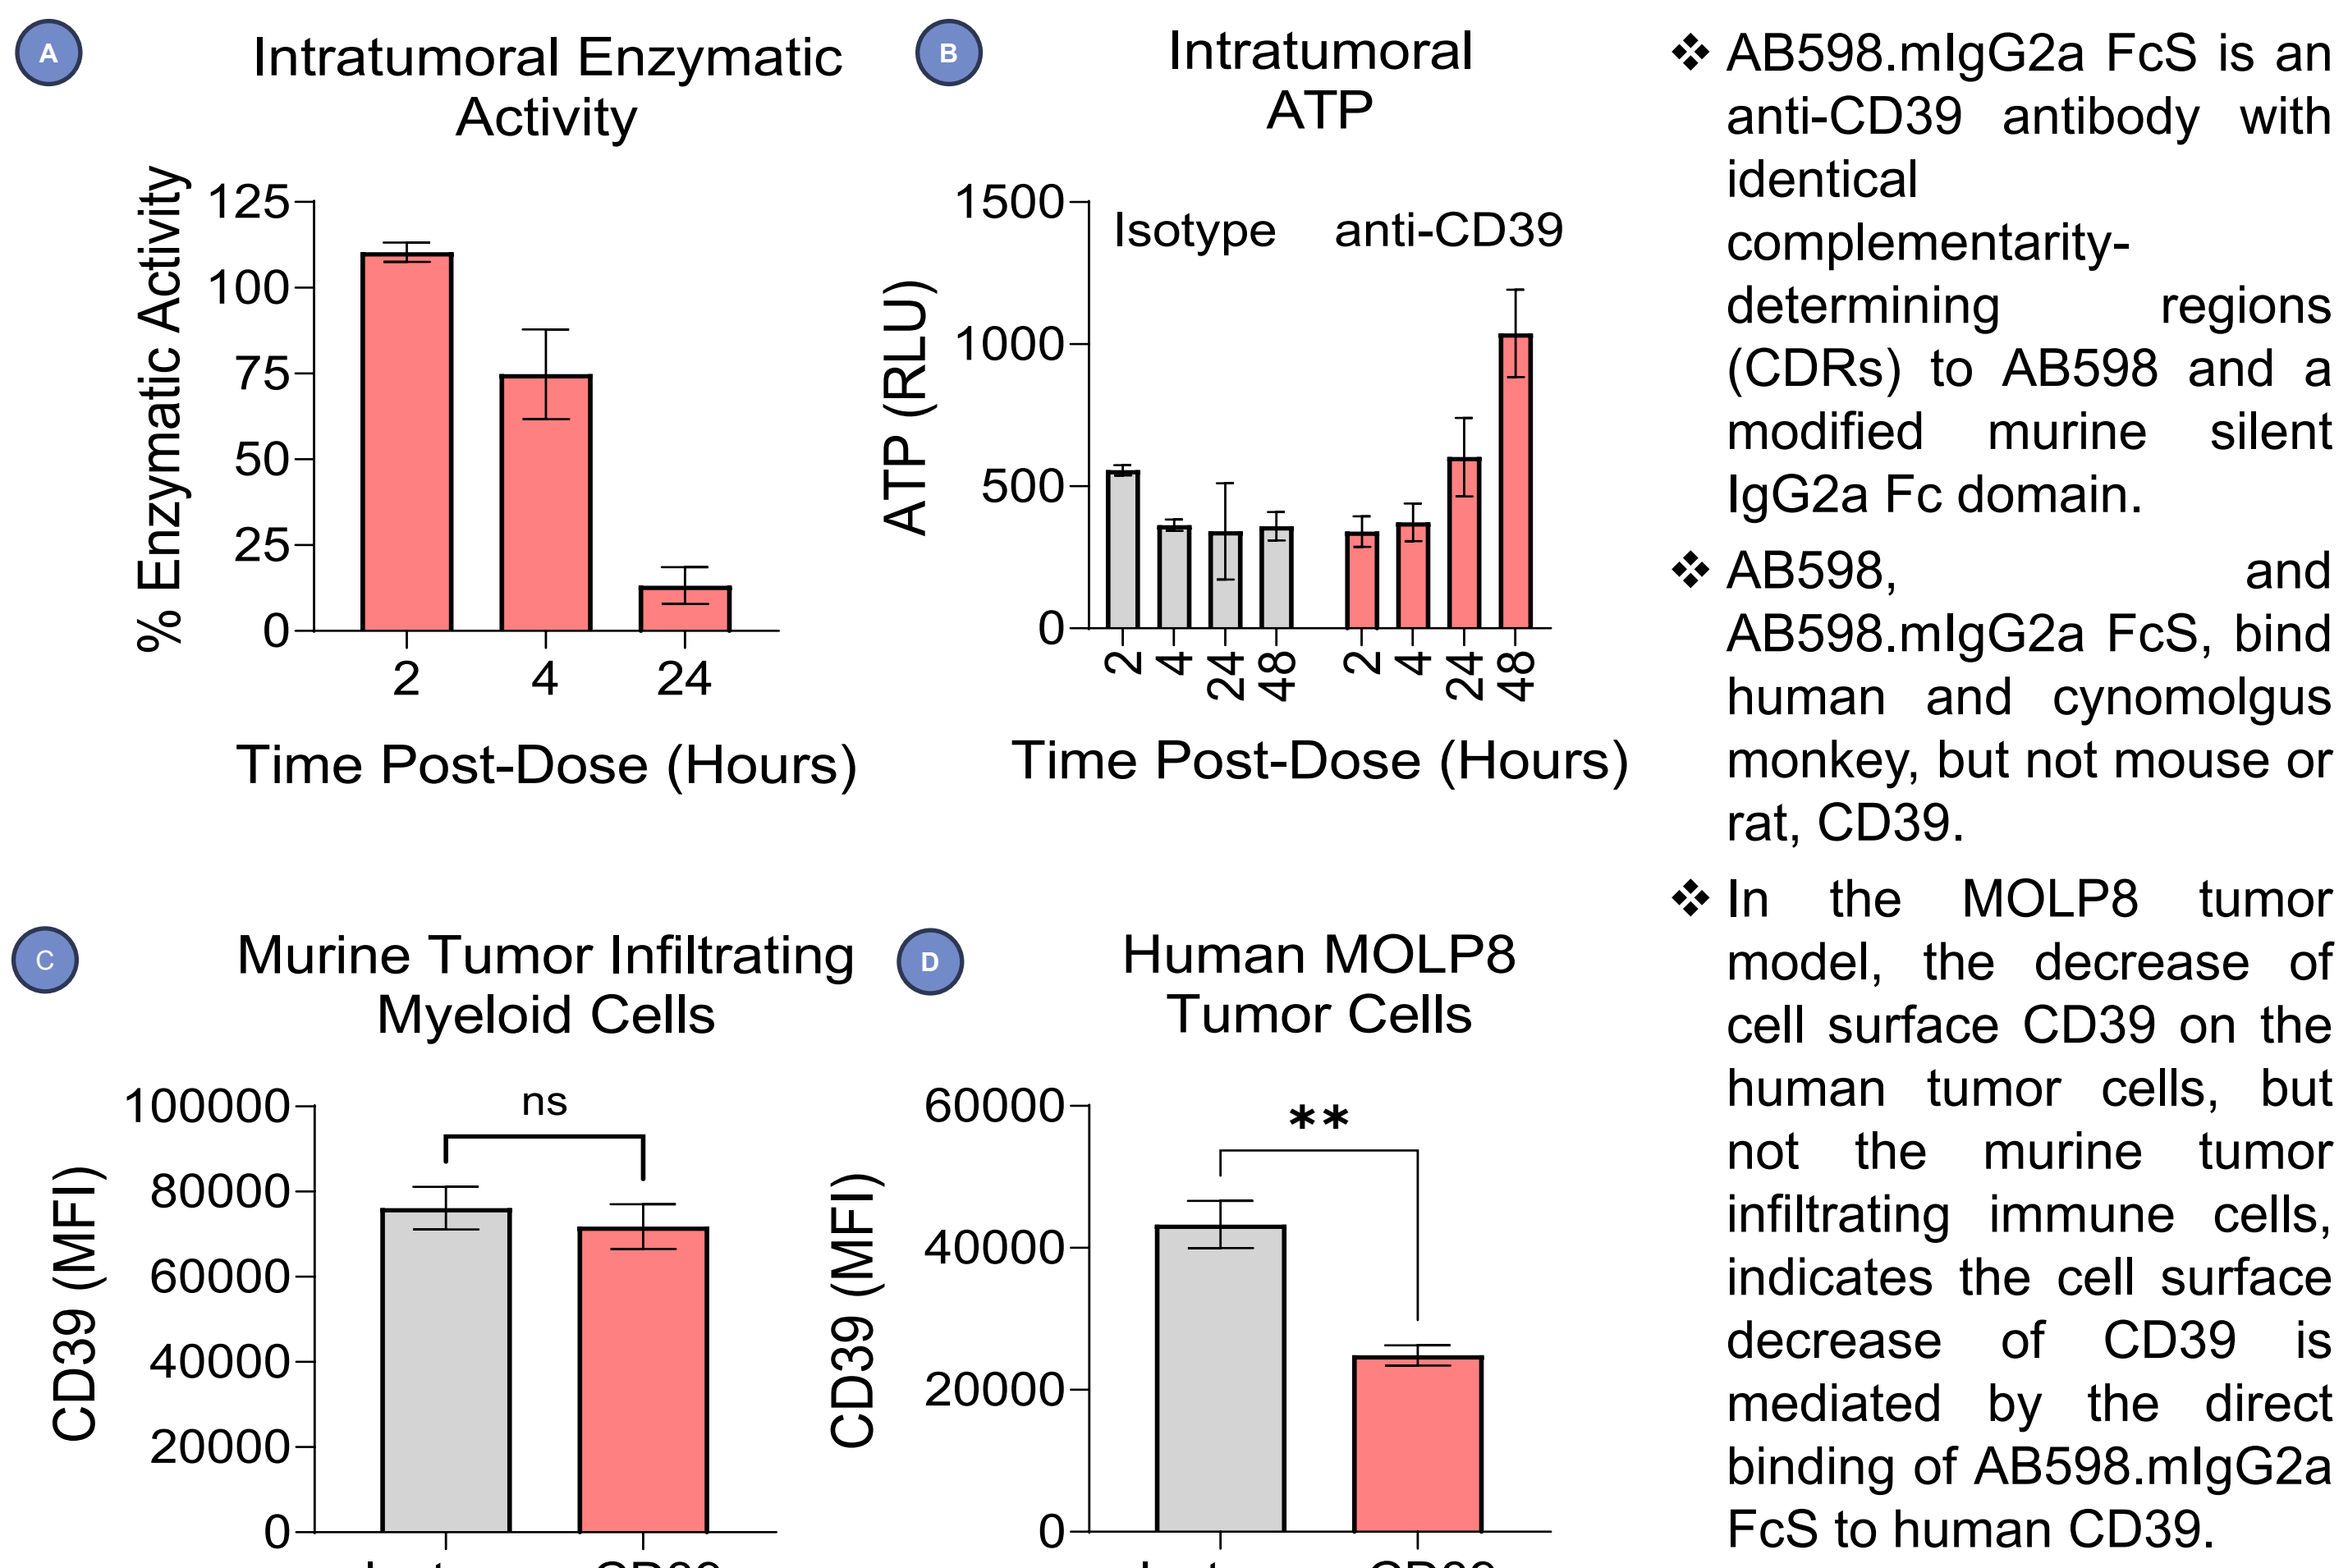 A
Intratumoral Enzymatic
Activity
% Enzymatic Activity
125
100
75
50
25
0
2 4 24
Time Post-Dose (Hours)
B
Intratumoral
ATP
ATP (RLU)
1500
1000
500
0
Isotype anti-CD39
2 4 24 48 2 4 24 48
Time Post-Dose (Hours)
C
Murine Tumor Infiltrating
Myeloid Cells
CD39 (MFI)
100000
80000
60000
40000
20000
0
ns
D
Human MOLP8
Tumor Cells
CD39 (MFI)
60000
40000
20000
0
**
❖ AB598.mIgG2a FcS is an
anti-CD39 antibody with
identical
complementarity-
determining regions
(CDRs) to AB598 and a
modified murine silent
IgG2a Fc domain.
❖ AB598, and
AB598.mIgG2a FcS, bind
human and cynomolgus
monkey, but not mouse or
rat, CD39.
❖ In the MOLP8 tumor
model, the decrease of
cell surface CD39 on the
human tumor cells, but
not the murine tumor
infiltrating immune cells,
indicates the cell surface
decrease of CD39 is
mediated by the direct
binding of AB598.mIgG2a
FcS to human CD39.